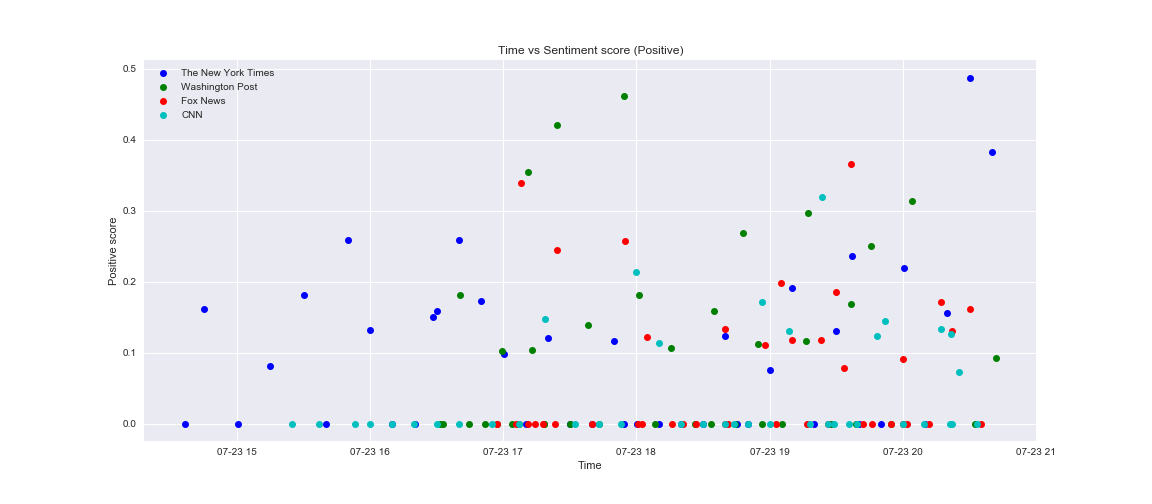 Time vs Sentiment score (Positive)
The New York Times
Washington Post
Fox News
CNN
Positive score
0.5
0.4
0.3
0.2
0.1
0.0
07-23 15
07-23 16
07-23 17
07-23 18
07-23 19
07-23 20
07-23 21
Time